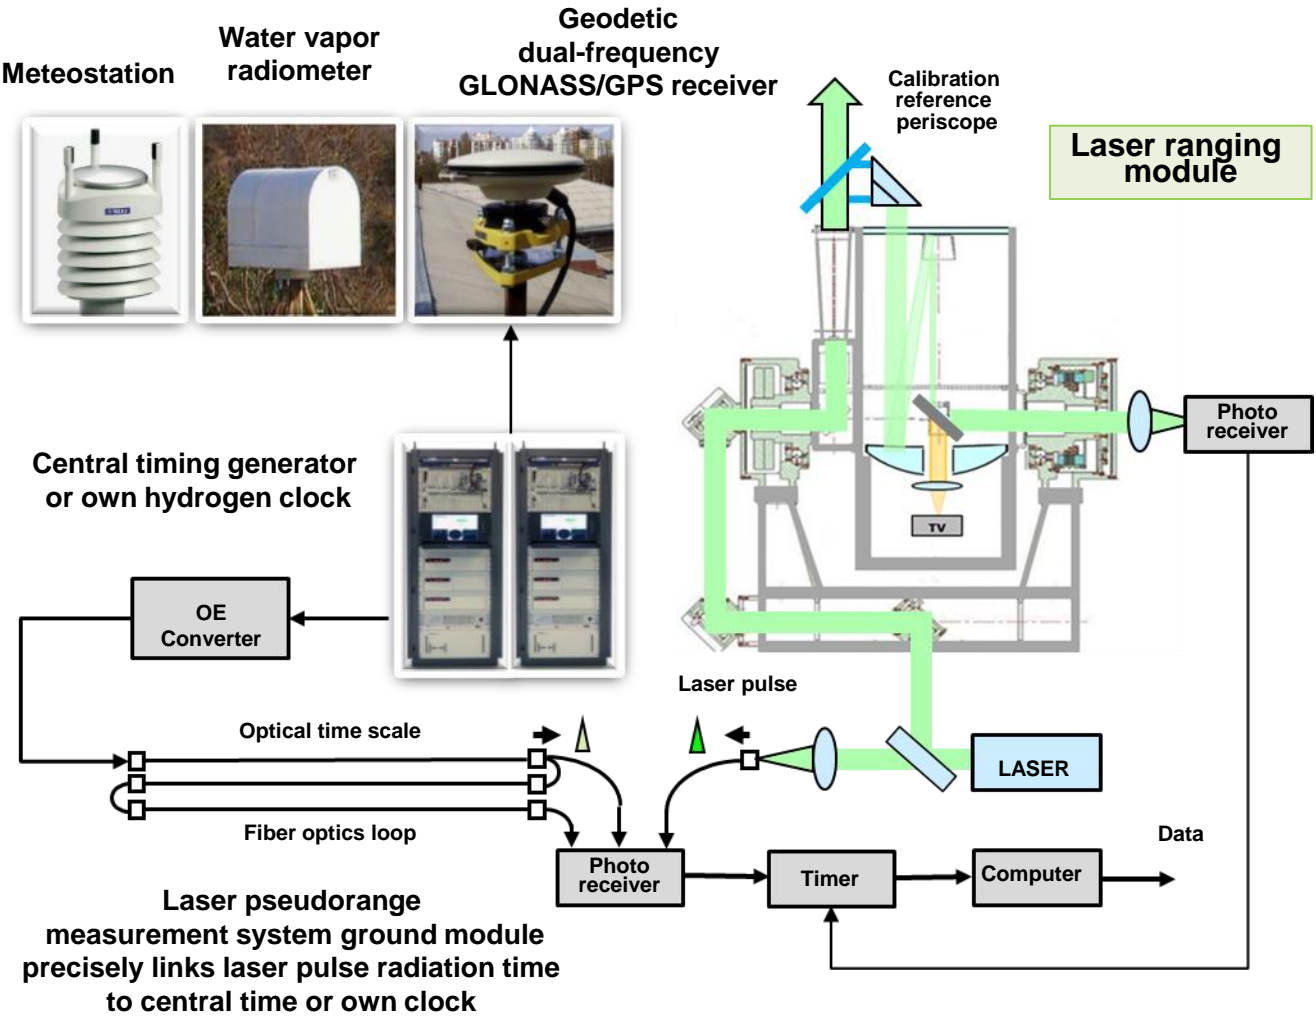 Geodetic
dual-frequency
GLONASS/GPS receiver
Water vapor
radiometer
Meteostation
Calibration
reference
periscope
Laser ranging
module
Photo
receiver
Central timing generator
or own hydrogen clock
TV
OE
Converter
Laser pulse
Optical time scale
LASER
Fiber optics loop
Data
Photo
receiver
Timer
Computer
Laser pseudorange
measurement system ground module
precisely links laser pulse radiation time
to central time or own clock